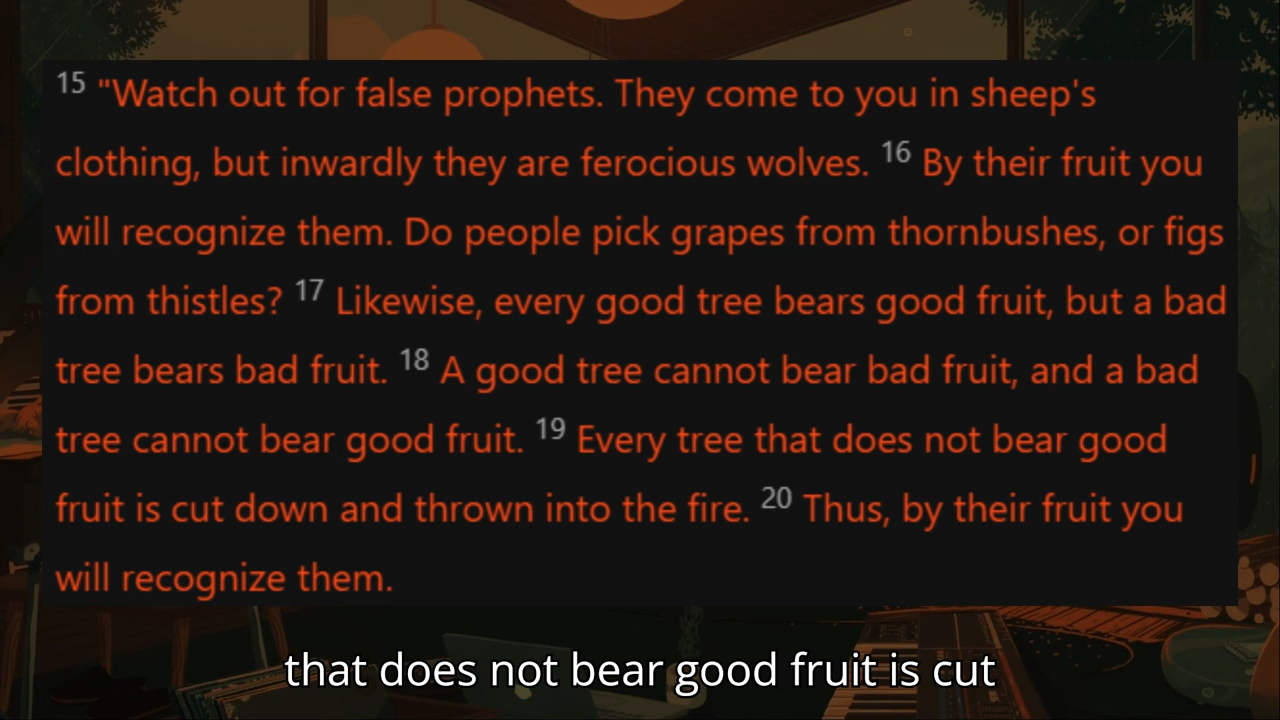 15 "Watch out for false prophets. They come to you in sheep's
clothing, but inwardly they are ferocious wolves. 16 By their fruit you
will recognize them. Do people pick grapes from thornbushes, or figs
from thistles? 17 Likewise, every good tree bears good fruit, but a bad
tree bears bad fruit. 18 A good tree cannot bear bad fruit, and a bad
tree cannot bear good fruit. 19 Every tree that does not bear good
fruit is cut down and thrown into the fire. 20 Thus, by their fruit you
will recognize them.
that does not bear good fruit is cut